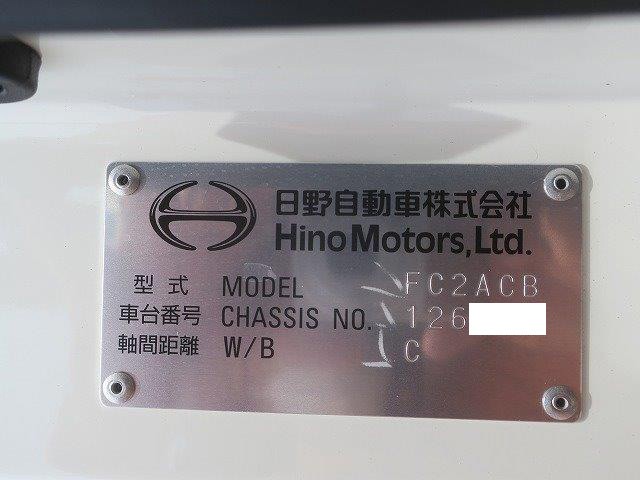 日野自動車株式会社
Hino Motors, Ltd.
型式 MODEL FC2ACB
車台番号 CHASSIS NO. 126
軸間距離 W/B C